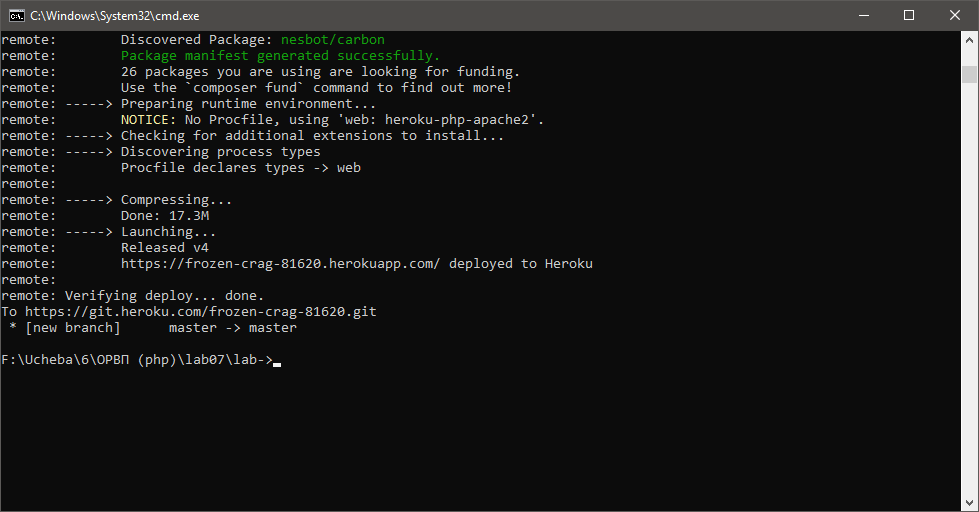 C:\Windows\System32\cmd.exe
remote:        Discovered Package: nesbot/carbon
remote:        Package manifest generated successfully.
remote:        26 packages you are using are looking for funding.
remote:        Use the `composer fund` command to find out more!
remote: -----> Preparing runtime environment...
remote:        NOTICE: No Procfile, using 'web: heroku-php-apache2'.
remote: -----> Checking for additional extensions to install...
remote: -----> Discovering process types
remote:        Procfile declares types -> web
remote:
remote: -----> Compressing...
remote:        Done: 17.3M
remote: -----> Launching...
remote:        Released v4
remote:        https://frozen-crag-81620.herokuapp.com/ deployed to Heroku
remote:
remote: Verifying deploy... done.
To https://git.heroku.com/frozen-crag-81620.git
 * [new branch]      master -> master
F:\Ucheba\6\ОРВП (php)\lab07\lab->